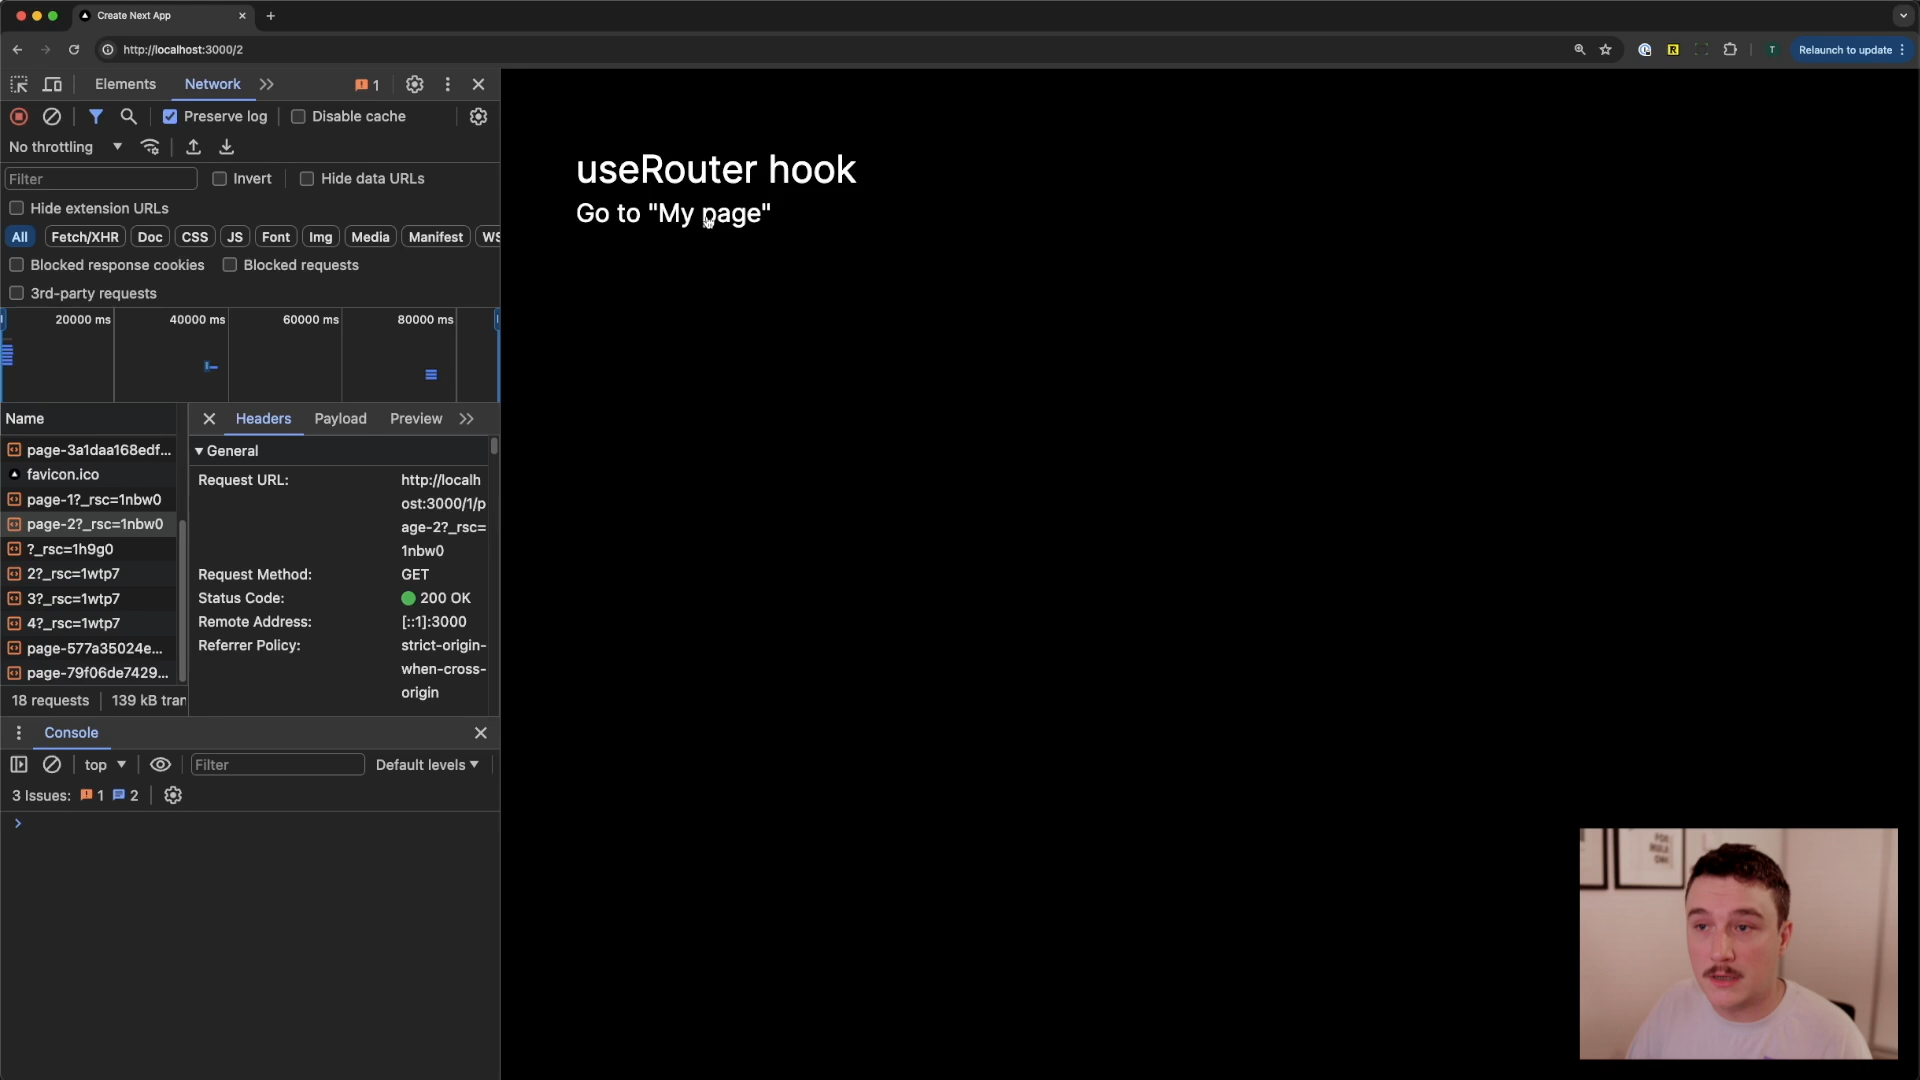 Create Next App
http://localhost:3000/2
T
Relaunch to update
Elements
Network
1
Preserve log
Disable cache
No throttling
Filter
Invert
Hide data URLs
Hide extension URLs
All
Fetch/XHR
Doc
CSS
JS
Font
Img
Media
Manifest
WS
Blocked response cookies
Blocked requests
3rd-party requests
20000 ms
40000 ms
60000 ms
80000 ms
Name
page-3a1daa168edf...
favicon.ico
page-1?_rsc=1nbw0
page-2?_rsc=1nbw0
?_rsc=1h9g0
2?_rsc=1wtp7
3?_rsc=1wtp7
4?_rsc=1wtp7
page-577a35024e...
page-79f06de7429...
18 requests
139 kB tran
Headers
Payload
Preview
General
Request URL:
http://localh
ost:3000/1/p
age-2?_rsc=
1nbw0
Request Method:
GET
Status Code:
200 OK
Remote Address:
[::1]:3000
Referrer Policy:
strict-origin-
when-cross-
origin
Console
top
Filter
Default levels
3 Issues:
1
2
useRouter hook
Go to "My page"